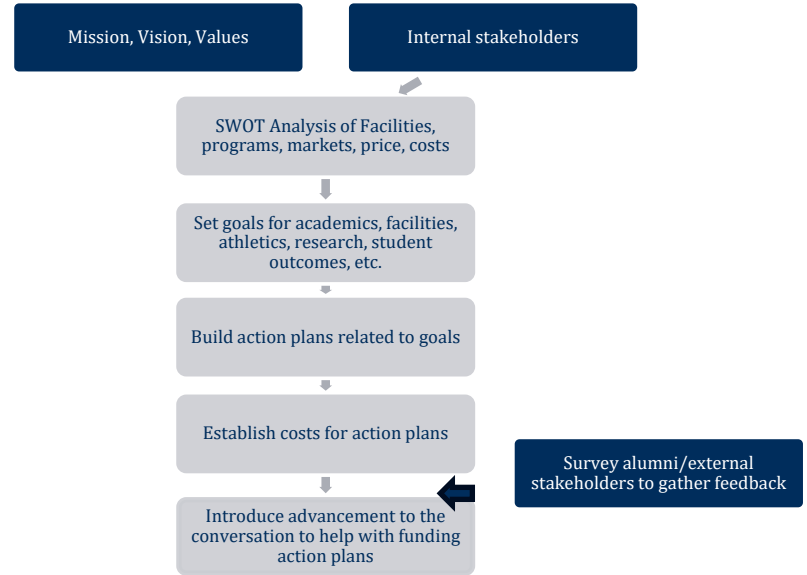 Mission, Vision, Values
Internal stakeholders
SWOT Analysis of Facilities,
programs, markets, price, costs
Set goals for academics, facilities,
athletics, research, student
outcomes, etc.
Build action plans related to goals
Establish costs for action plans
Survey alumni/external
stakeholders to gather feedback
Introduce advancement to the
conversation to help with funding
action plans